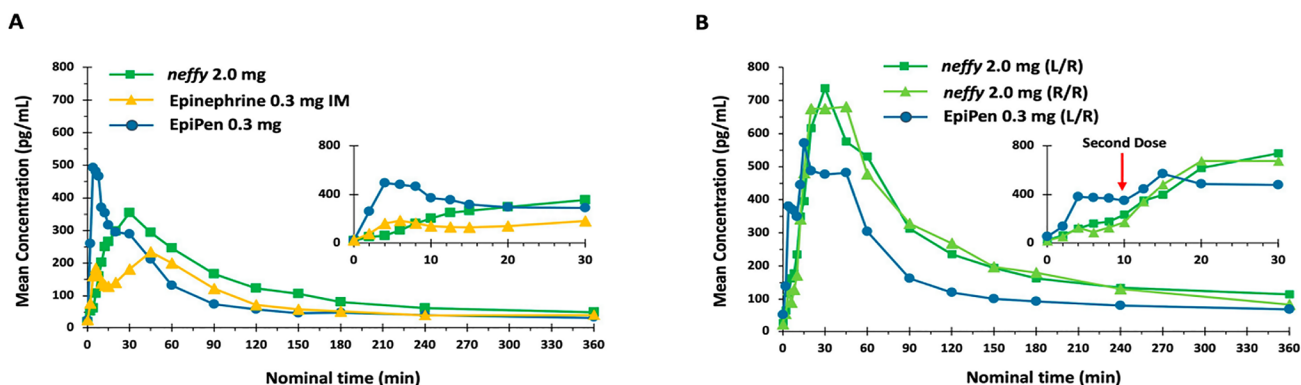 A
neffy 2.0 mg
Epinephrine 0.3 mg IM
EpiPen 0.3 mg
Mean Concentration (pg/mL)
800
700
600
500
400
300
200
100
0
800
400
0
0 10 20 30
0 30 60 90 120 150 180 210 240 270 300 330 360
Nominal time (min)
B
neffy 2.0 mg (L/R)
neffy 2.0 mg (R/R)
EpiPen 0.3 mg (L/R)
Mean Concentration (pg/mL)
800
700
600
500
400
300
200
100
0
Second Dose
800
400
0
0 10 20 30
0 30 60 90 120 150 180 210 240 270 300 330 360
Nominal time (min)